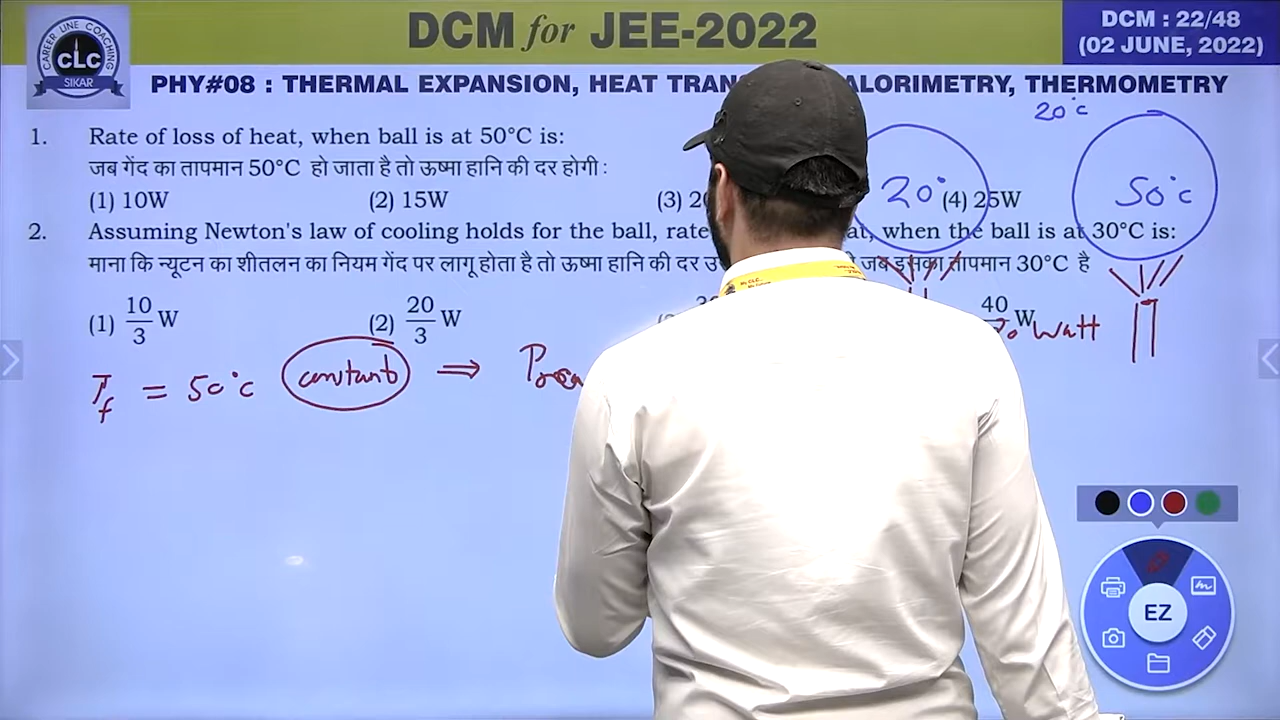 DCM for JEE-2022
DCM : 22/48
(02 JUNE, 2022)
CAREER LINE COACHING
CLC
SIKAR
PHY#08 : THERMAL EXPANSION, HEAT TRAN ALORIMETRY, THERMOMETRY
20°c
1. Rate of loss of heat, when ball is at 50°C is:
जब गेंद का तापमान 50°C हो जाता है तो ऊष्मा हानि की दर होगी :
(1) 10W (2) 15W (3) 2 (4) 25W
20° 50°c
2. Assuming Newton's law of cooling holds for the ball, rate at, when the ball is at 30°C is:
माना कि न्यूटन का शीतलन का नियम गेंद पर लागू होता है तो ऊष्मा हानि की दर जब इसका तापमान 30°C है
(1) 10/3 W (2) 20/3 W 40 W
Watt
T_f = 50°c constant ⇒
EZ